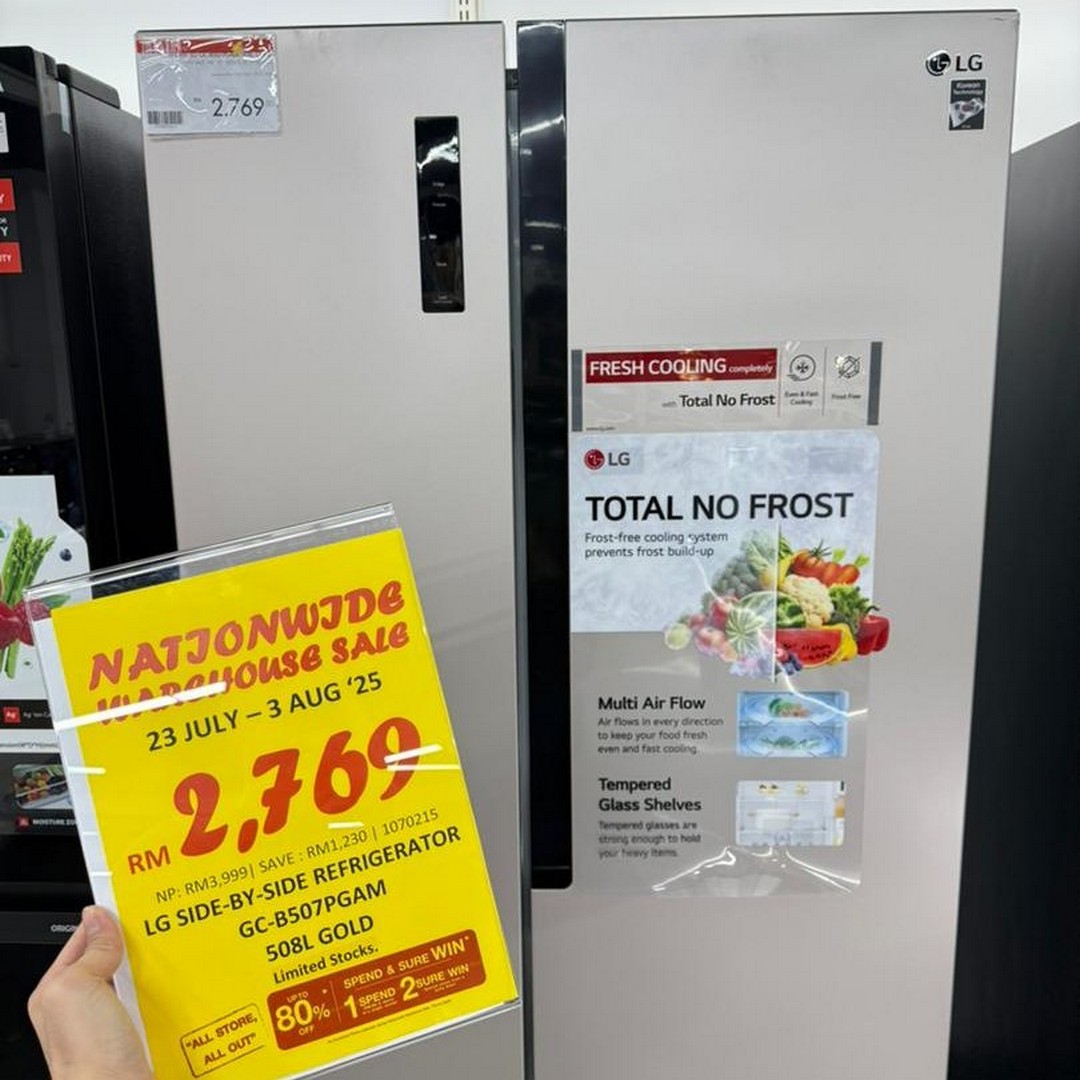 2.769
LG
Korean
Technology
FRESH COOLING completely
with Total No Frost
Even & Fast
Cooling
Frost Free
LG
TOTAL NO FROST
Frost-free cooling system
prevents frost build-up
Multi Air Flow
Air flows in every direction
to keep your food fresh
even and fast cooling.
Tempered
Glass Shelves
Tempered glasses are
strong enough to hold
your heavy items.
NATIONWIDE
WAREHOUSE SALE
23 JULY – 3 AUG '25
RM 2,769
NP: RM3,999| SAVE : RM1,230 | 1070215
LG SIDE-BY-SIDE REFRIGERATOR
GC-B507PGAM
508L GOLD
Limited Stocks.
"ALL STORE,
ALL OUT"
UP TO
80%*
OFF
SPEND & SURE WIN*
1 SPEND 2 SURE WIN
MOISTURE